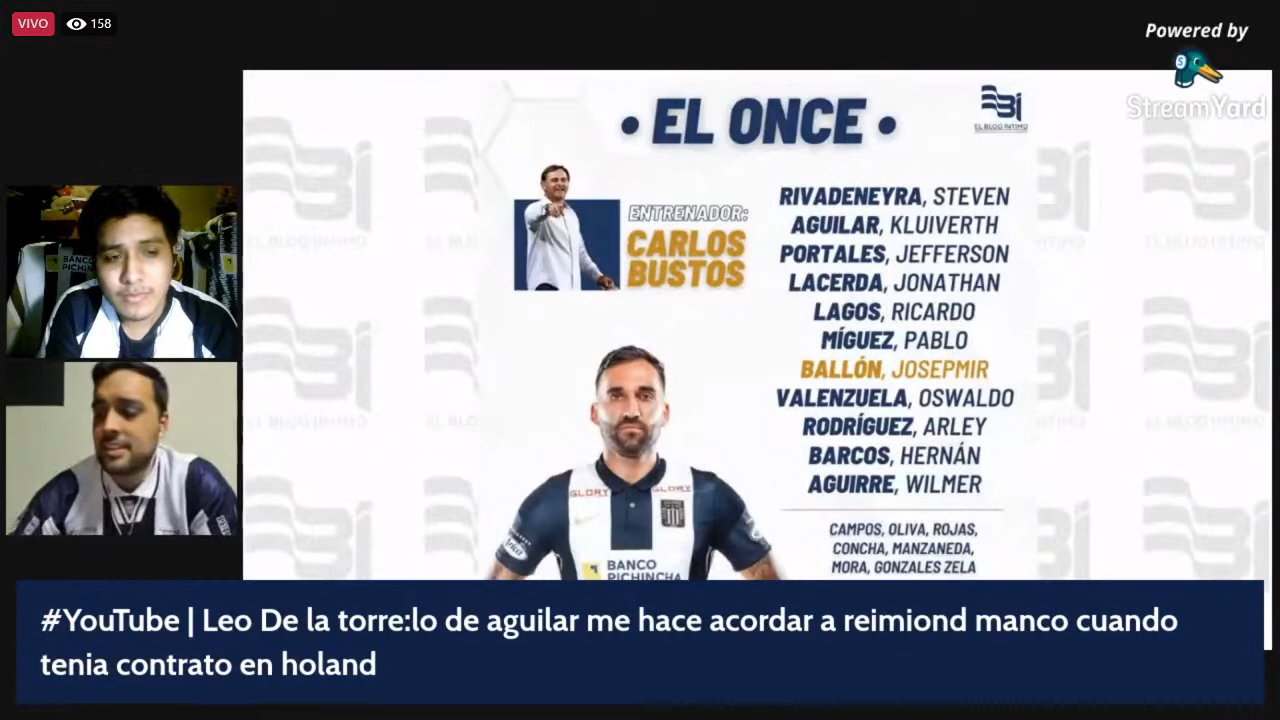 VIVO
158
Powered by
StreamYard
• EL ONCE •
EL BLOG ÍNTIMO
ENTRENADOR:
CARLOS
BUSTOS
RIVADENEYRA, STEVEN
AGUILAR, KLUIVERTH
PORTALES, JEFFERSON
LACERDA, JONATHAN
LAGOS, RICARDO
MÍGUEZ, PABLO
BALLÓN, JOSEPMIR
VALENZUELA, OSWALDO
RODRÍGUEZ, ARLEY
BARCOS, HERNÁN
AGUIRRE, WILMER
CAMPOS, OLIVA, ROJAS,
CONCHA, MANZANEDA,
MORA, GONZALES ZELA
GLORY GLORY
BANCO
PICHINCHA
BANCO
PICHIN
#YouTube | Leo De la torre:lo de aguilar me hace acordar a reimiond manco cuando
tenia contrato en holand